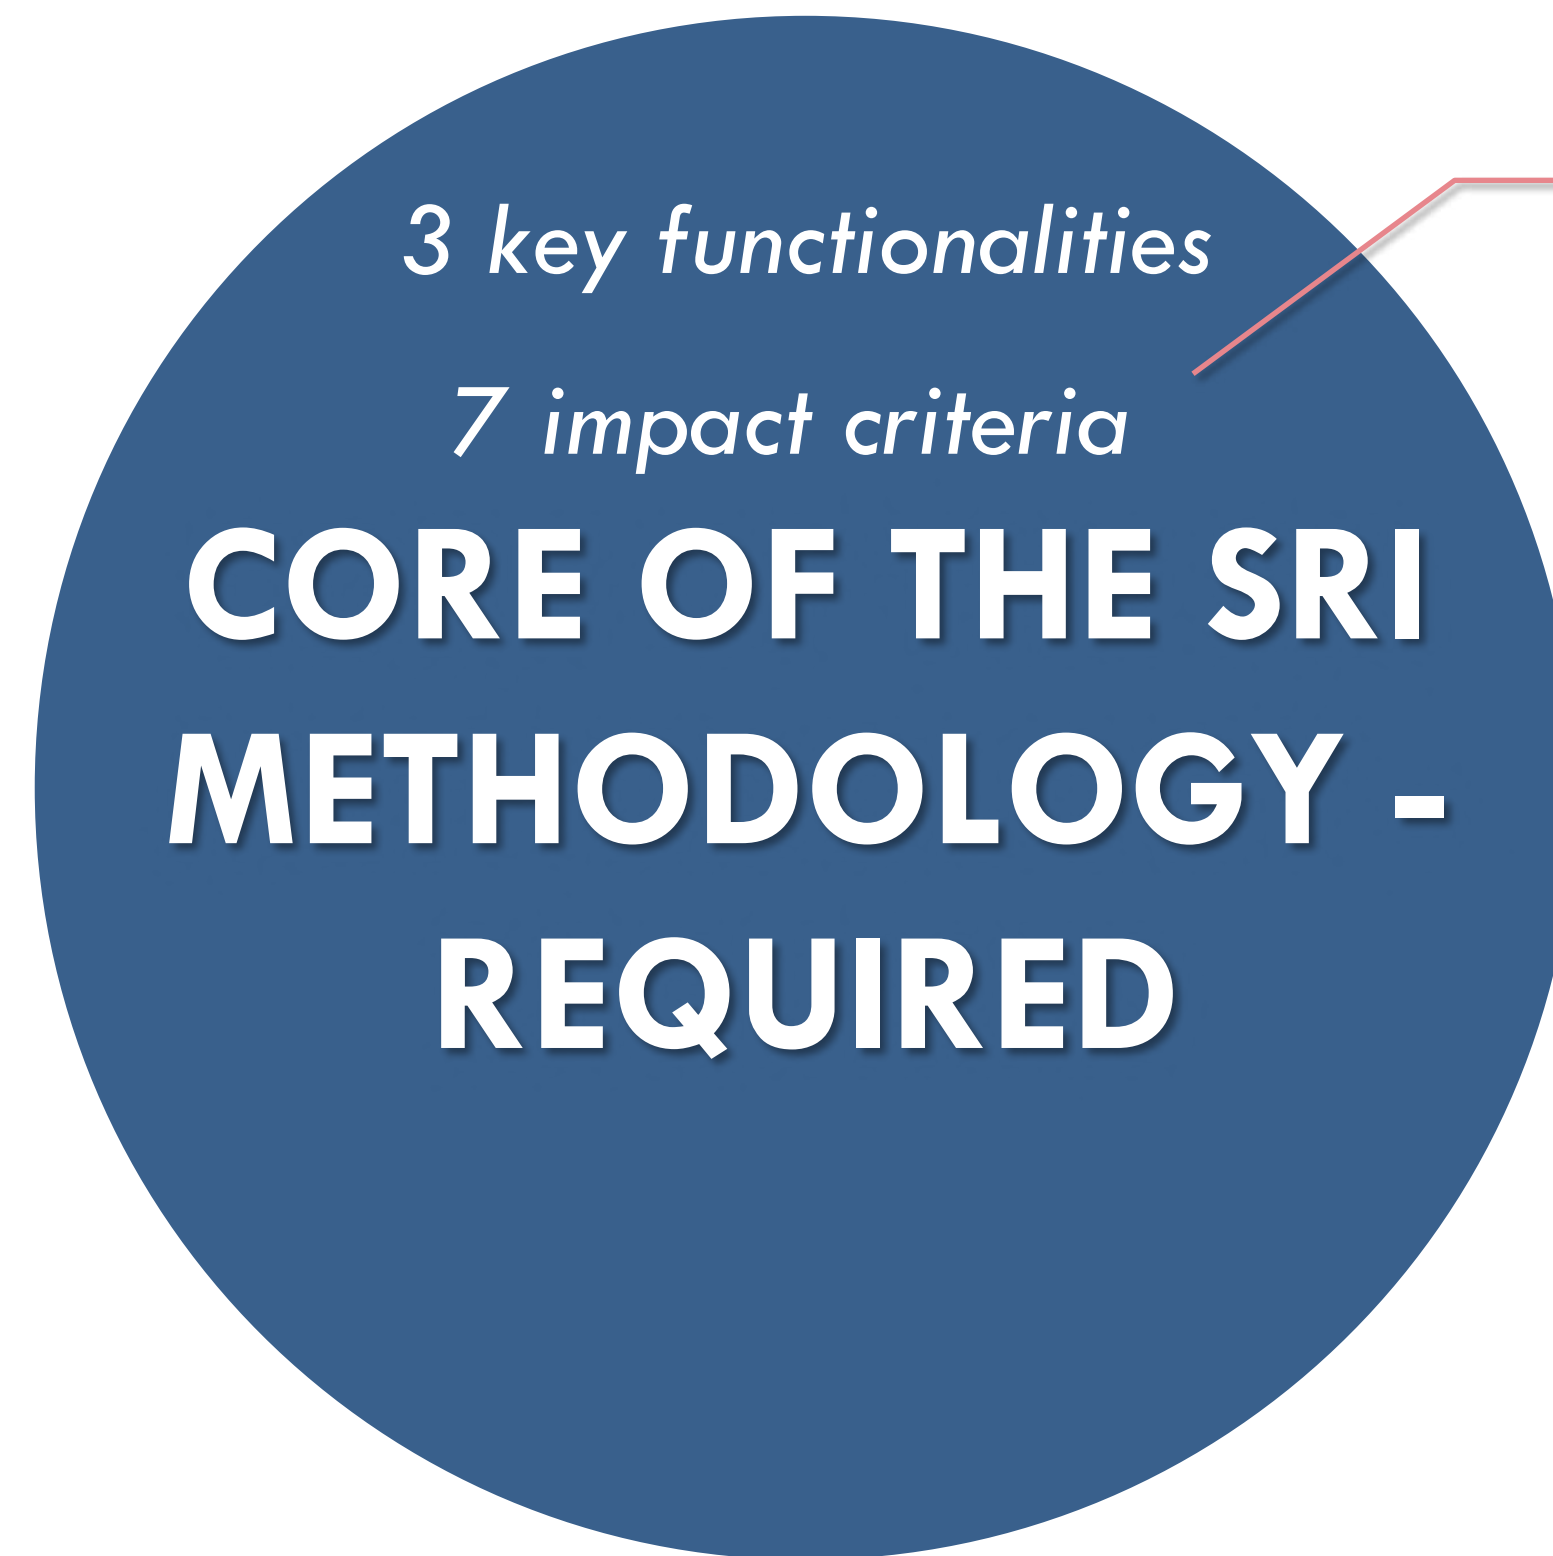 3 key functionalities
7 impact criteria
CORE OF THE SRI
METHODOLOGY -
REQUIRED